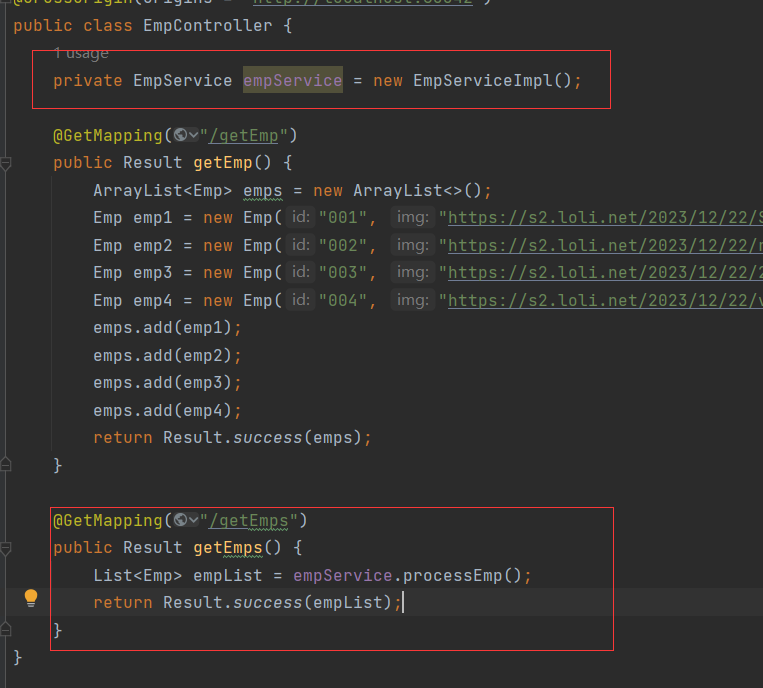 @CrossOrigin(origins = "http://localhost:
public class EmpController {
1 usage
private EmpService empService = new EmpServiceImpl();
@GetMapping("/getEmp")
public Result getEmp() {
ArrayList<Emp> emps = new ArrayList<>();
Emp emp1 = new Emp( id: "001", img: "https://s2.loli.net/2023/12/22/
Emp emp2 = new Emp( id: "002", img: "https://s2.loli.net/2023/12/22/
Emp emp3 = new Emp( id: "003", img: "https://s2.loli.net/2023/12/22/2
Emp emp4 = new Emp( id: "004", img: "https://s2.loli.net/2023/12/22/
emps.add(emp1);
emps.add(emp2);
emps.add(emp3);
emps.add(emp4);
return Result.success(emps);
}
@GetMapping("/getEmps")
public Result getEmps() {
List<Emp> empList = empService.processEmp();
return Result.success(empList);
}
}